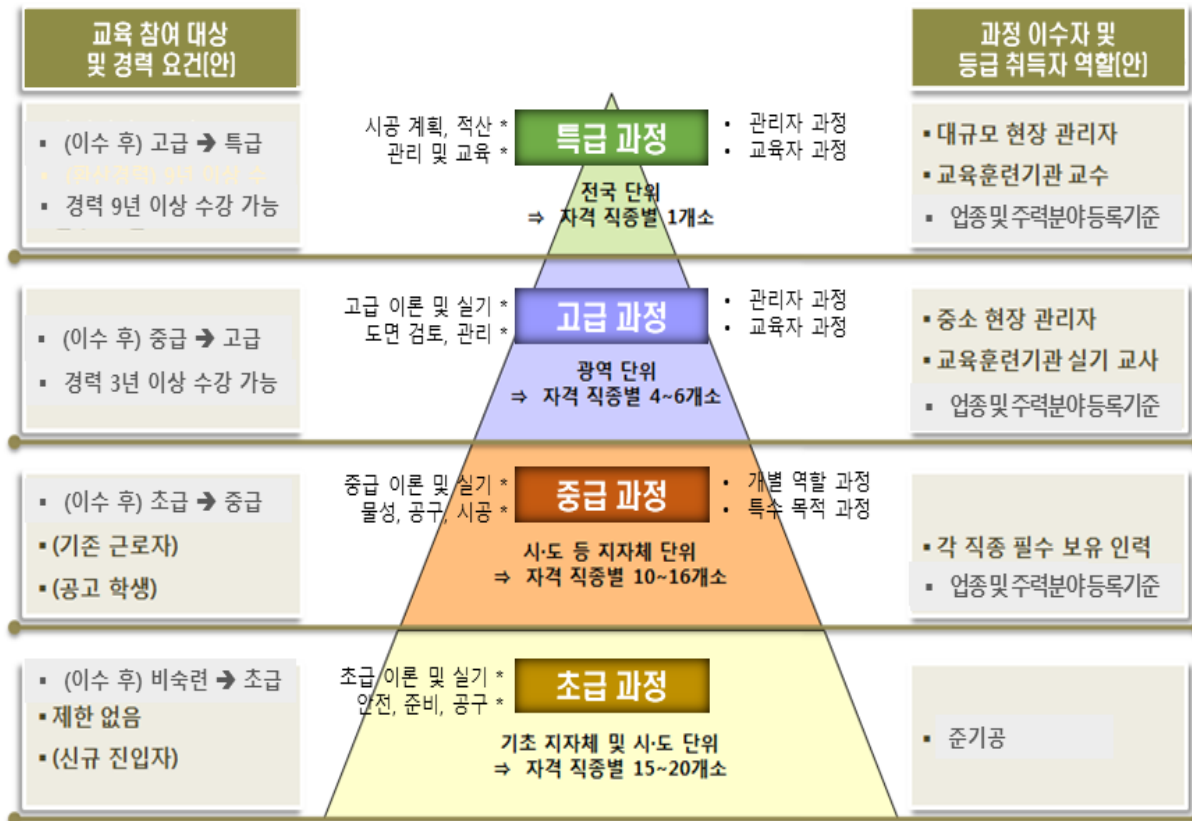 교육 참여 대상
및 경력 요건[안]
과정 이수자 및
등급 취득자 역할[안]
▪ (이수 후) 고급 ➔ 특급
▪ 경력 9년 이상 수강 가능
시공 계획, 적산 *
관리 및 교육 *
특급 과정
• 관리자 과정
• 교육자 과정
전국 단위
⇒ 자격 직종별 1개소
▪ 대규모 현장 관리자
▪ 교육훈련기관 교수
▪ 업종 및 주력분야 등록기준
▪ (이수 후) 중급 ➔ 고급
▪ 경력 3년 이상 수강 가능
고급 이론 및 실기 *
도면 검토, 관리 *
고급 과정
• 관리자 과정
• 교육자 과정
광역 단위
⇒ 자격 직종별 4~6개소
▪ 중소 현장 관리자
▪ 교육훈련기관 실기 교사
▪ 업종 및 주력분야 등록기준
▪ (이수 후) 초급 ➔ 중급
▪ (기존 근로자)
▪ (공고 학생)
중급 이론 및 실기 *
물성, 공구, 시공 *
중급 과정
• 개별 역할 과정
• 특수 목적 과정
시·도 등 지자체 단위
⇒ 자격 직종별 10~16개소
▪ 각 직종 필수 보유 인력
▪ 업종 및 주력분야 등록기준
▪ (이수 후) 비숙련 ➔ 초급
▪ 제한 없음
▪ (신규 진입자)
초급 이론 및 실기 *
안전, 준비, 공구 *
초급 과정
기초 지자체 및 시·도 단위
⇒ 자격 직종별 15~20개소
▪ 준기공